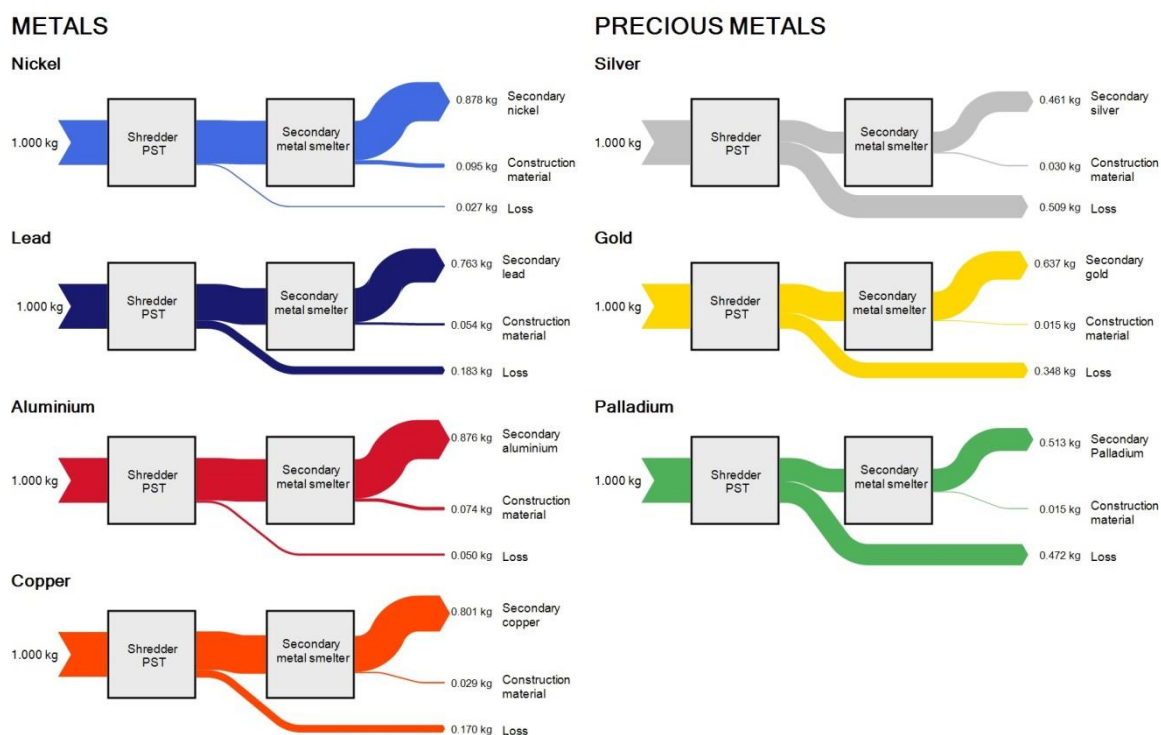 METALS
Nickel
1.000 kg
Shredder
PST
Secondary
metal smelter
0.878 kg
Secondary
nickel
0.095 kg
Construction
material
0.027 kg
Loss
Lead
1.000 kg
Shredder
PST
Secondary
metal smelter
0.763 kg
Secondary
lead
0.054 kg
Construction
material
0.183 kg
Loss
Aluminium
1.000 kg
Shredder
PST
Secondary
metal smelter
0.876 kg
Secondary
aluminium
0.074 kg
Construction
material
0.050 kg
Loss
Copper
1.000 kg
Shredder
PST
Secondary
metal smelter
0.801 kg
Secondary
copper
0.029 kg
Construction
material
0.170 kg
Loss
PRECIOUS METALS
Silver
1.000 kg
Shredder
PST
Secondary
metal smelter
0.461 kg
Secondary
silver
0.030 kg
Construction
material
0.509 kg
Loss
Gold
1.000 kg
Shredder
PST
Secondary
metal smelter
0.637 kg
Secondary
gold
0.015 kg
Construction
material
0.348 kg
Loss
Palladium
1.000 kg
Shredder
PST
Secondary
metal smelter
0.513 kg
Secondary
Palladium
0.015 kg
Construction
material
0.472 kg
Loss